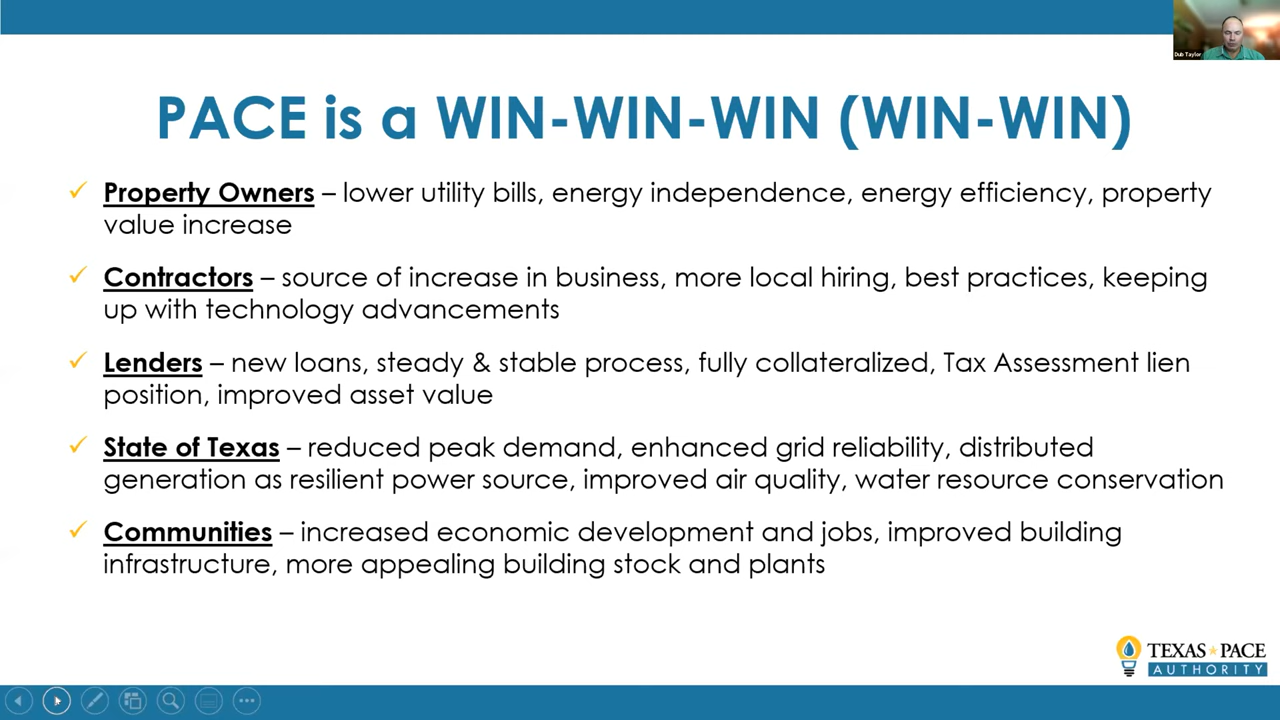 Dub Taylor
PACE is a WIN-WIN-WIN (WIN-WIN)
✓ Property Owners – lower utility bills, energy independence, energy efficiency, property
value increase
✓ Contractors – source of increase in business, more local hiring, best practices, keeping
up with technology advancements
✓ Lenders – new loans, steady & stable process, fully collateralized, Tax Assessment lien
position, improved asset value
✓ State of Texas – reduced peak demand, enhanced grid reliability, distributed
generation as resilient power source, improved air quality, water resource conservation
✓ Communities – increased economic development and jobs, improved building
infrastructure, more appealing building stock and plants
TEXAS PACE
AUTHORITY